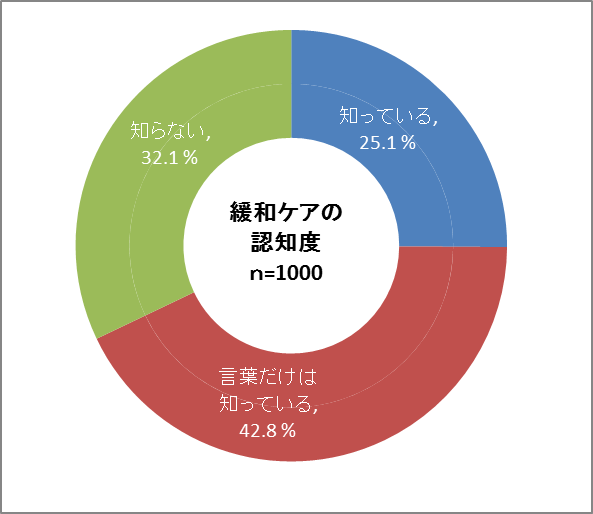 知っている,
25.1％
知らない,
32.1％
緩和ケアの
認知度
n=1000
言葉だけは
知っている,
42.8％